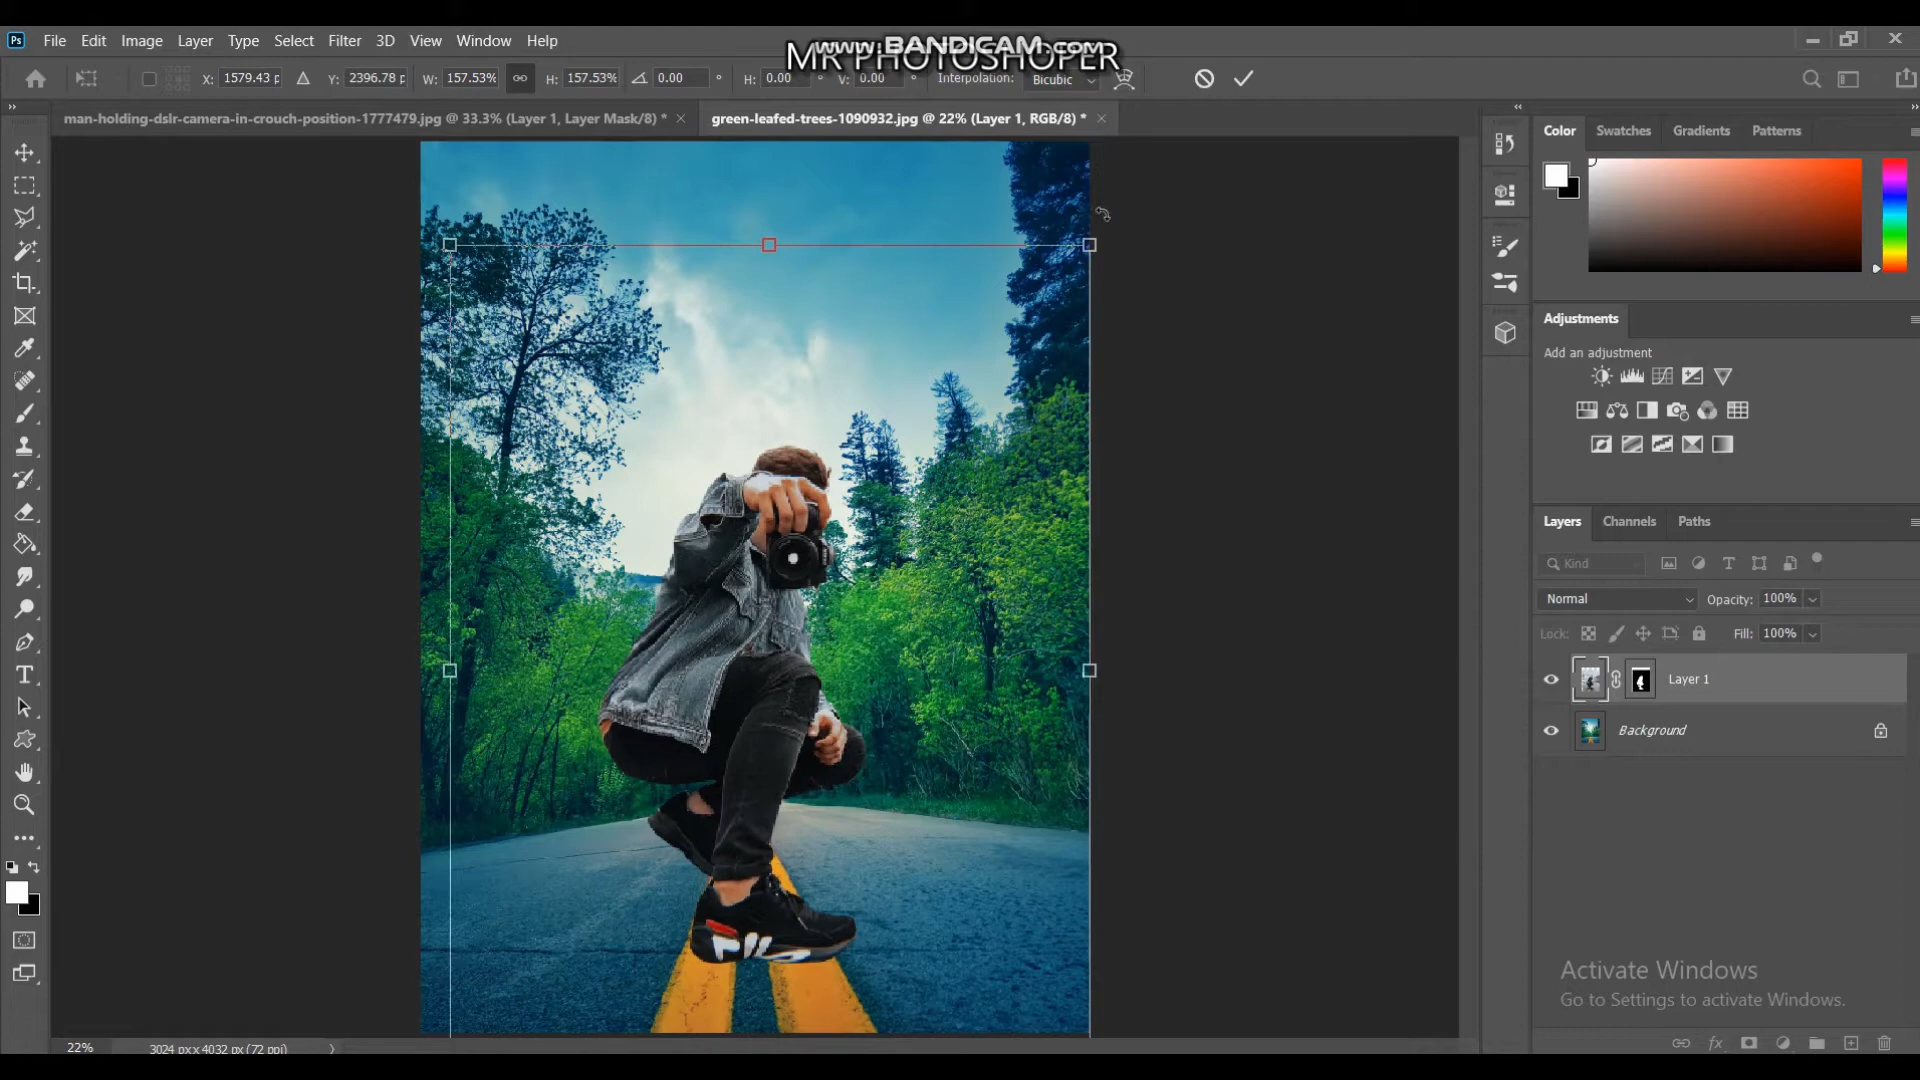 www.BANDICAM.com
MR PHOTOSHOPER
Ps File Edit Image Layer Type Select Filter 3D View Window Help
X: 1579.43 p Y: 2396.78 p W: 157.53% H: 157.53% 0.00 ° H: 0.00 ° V: 0.00 ° Interpolation: Bicubic
man-holding-dslr-camera-in-crouch-position-1777479.jpg @ 33.3% (Layer 1, Layer Mask/8) *
green-leafed-trees-1090932.jpg @ 22% (Layer 1, RGB/8) *
Color Swatches Gradients Patterns
Adjustments
Add an adjustment
Layers Channels Paths
Kind
Normal Opacity: 100%
Lock: Fill: 100%
Layer 1
Background
Activate Windows
Go to Settings to activate Windows.
22% 3024 px x 4032 px (72 ppi)